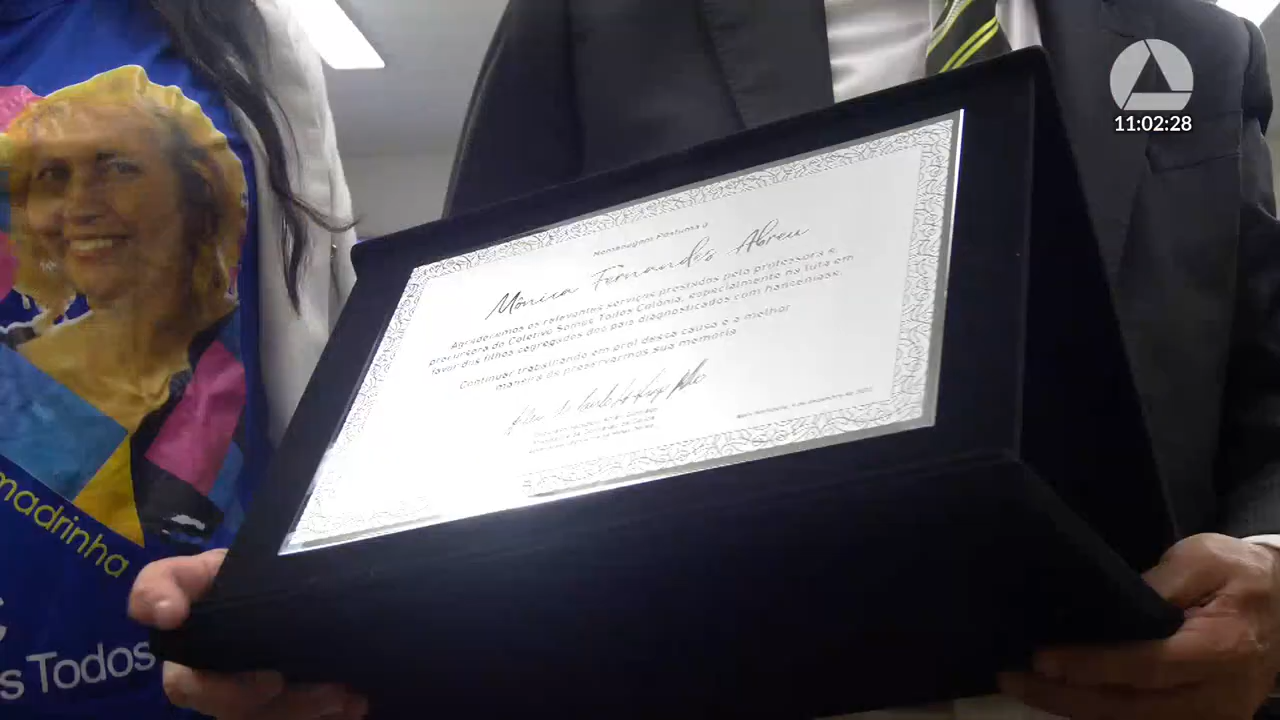 11:02:28
Homenagem Póstuma a
Mônica Fernandes Abreu
Agradecemos os relevantes serviços prestados pela professora e
precursora do Coletivo Somos Todos Colônia, especialmente na luta em
favor dos filhos segregados dos pais diagnosticados com hanseníase.
Continuar trabalhando em prol dessa causa é a melhor
maneira de preservarmos sua memória.
madrinha
s Todos